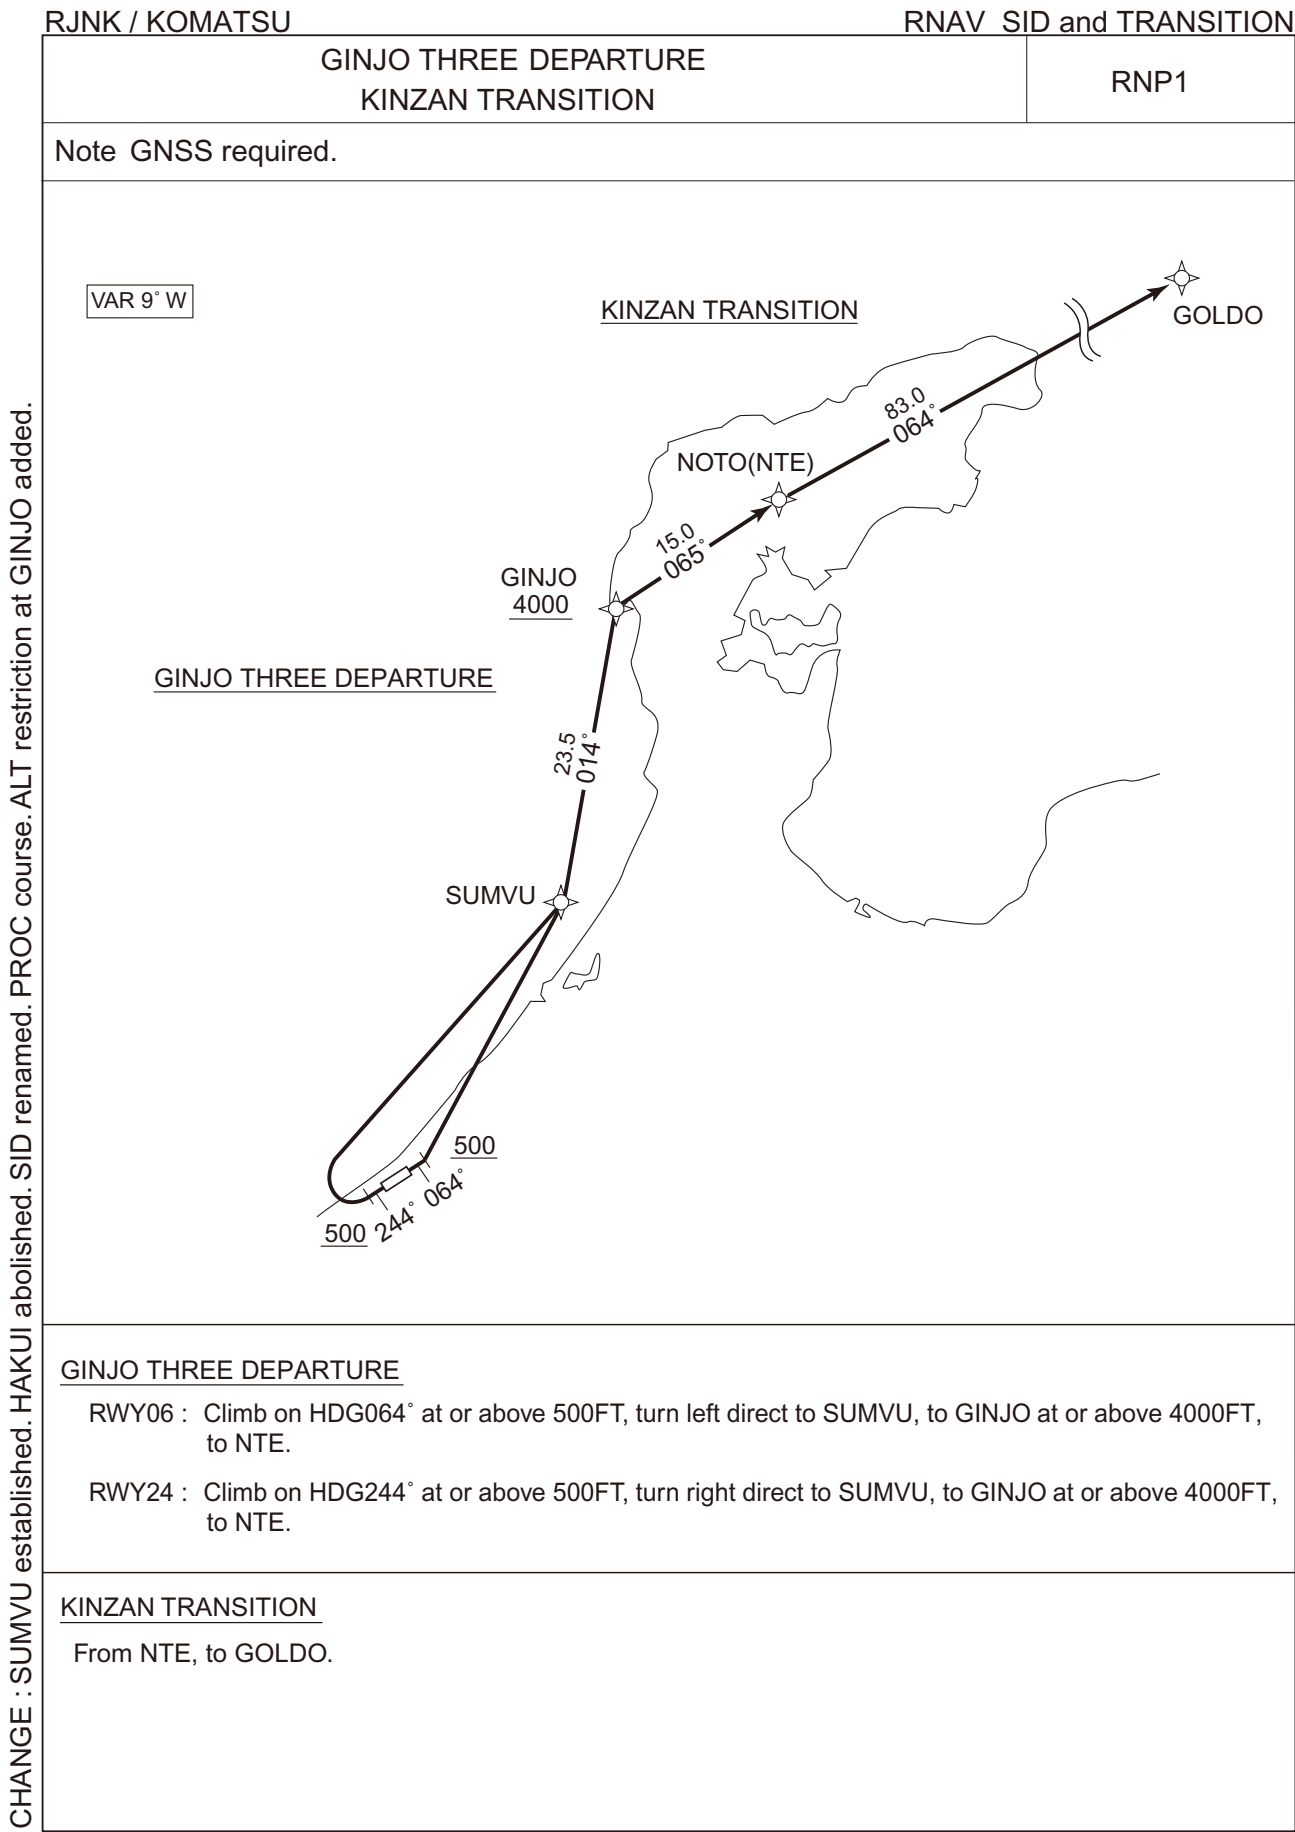 RJNK / KOMATSU
RNAV SID and TRANSITION
GINJO THREE DEPARTURE
KINZAN TRANSITION
RNP1
Note GNSS required.
VAR 9° W
KINZAN TRANSITION
GOLDO
83.0
064°
NOTO(NTE)
15.0
065°
GINJO
4000
GINJO THREE DEPARTURE
23.5
014°
SUMVU
500
064°
244°
500
GINJO THREE DEPARTURE
RWY06 : Climb on HDG064° at or above 500FT, turn left direct to SUMVU, to GINJO at or above 4000FT,
to NTE.
RWY24 : Climb on HDG244° at or above 500FT, turn right direct to SUMVU, to GINJO at or above 4000FT,
to NTE.
KINZAN TRANSITION
From NTE, to GOLDO.
CHANGE : SUMVU established. HAKUI abolished. SID renamed. PROC course. ALT restriction at GINJO added.